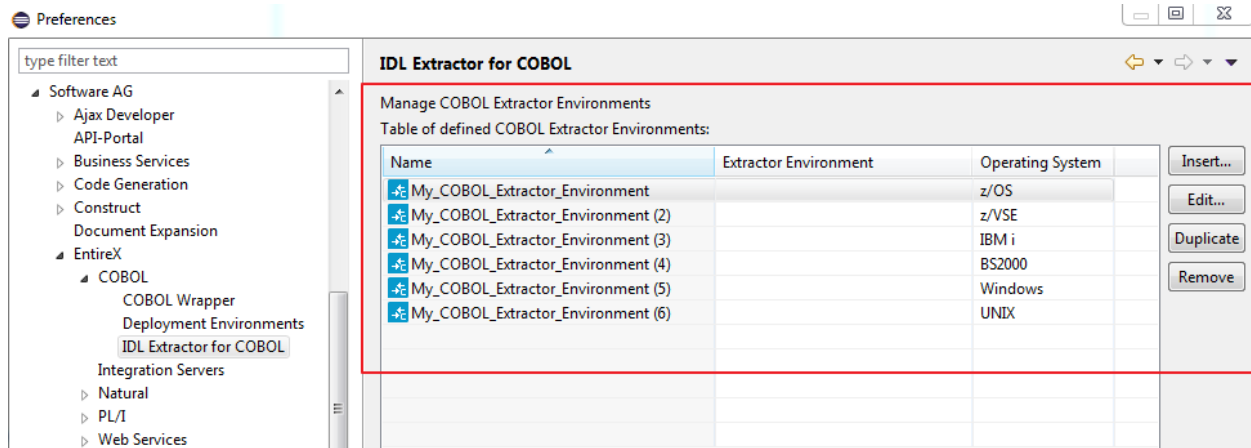 Preferences
type filter text
Software AG
Ajax Developer
API-Portal
Business Services
Code Generation
Construct
Document Expansion
EntireX
COBOL
COBOL Wrapper
Deployment Environments
IDL Extractor for COBOL
Integration Servers
Natural
PL/I
Web Services
IDL Extractor for COBOL
Manage COBOL Extractor Environments
Table of defined COBOL Extractor Environments:
Name Extractor Environment Operating System
My_COBOL_Extractor_Environment z/OS
My_COBOL_Extractor_Environment (2) z/VSE
My_COBOL_Extractor_Environment (3) IBM i
My_COBOL_Extractor_Environment (4) BS2000
My_COBOL_Extractor_Environment (5) Windows
My_COBOL_Extractor_Environment (6) UNIX
Insert...
Edit...
Duplicate
Remove